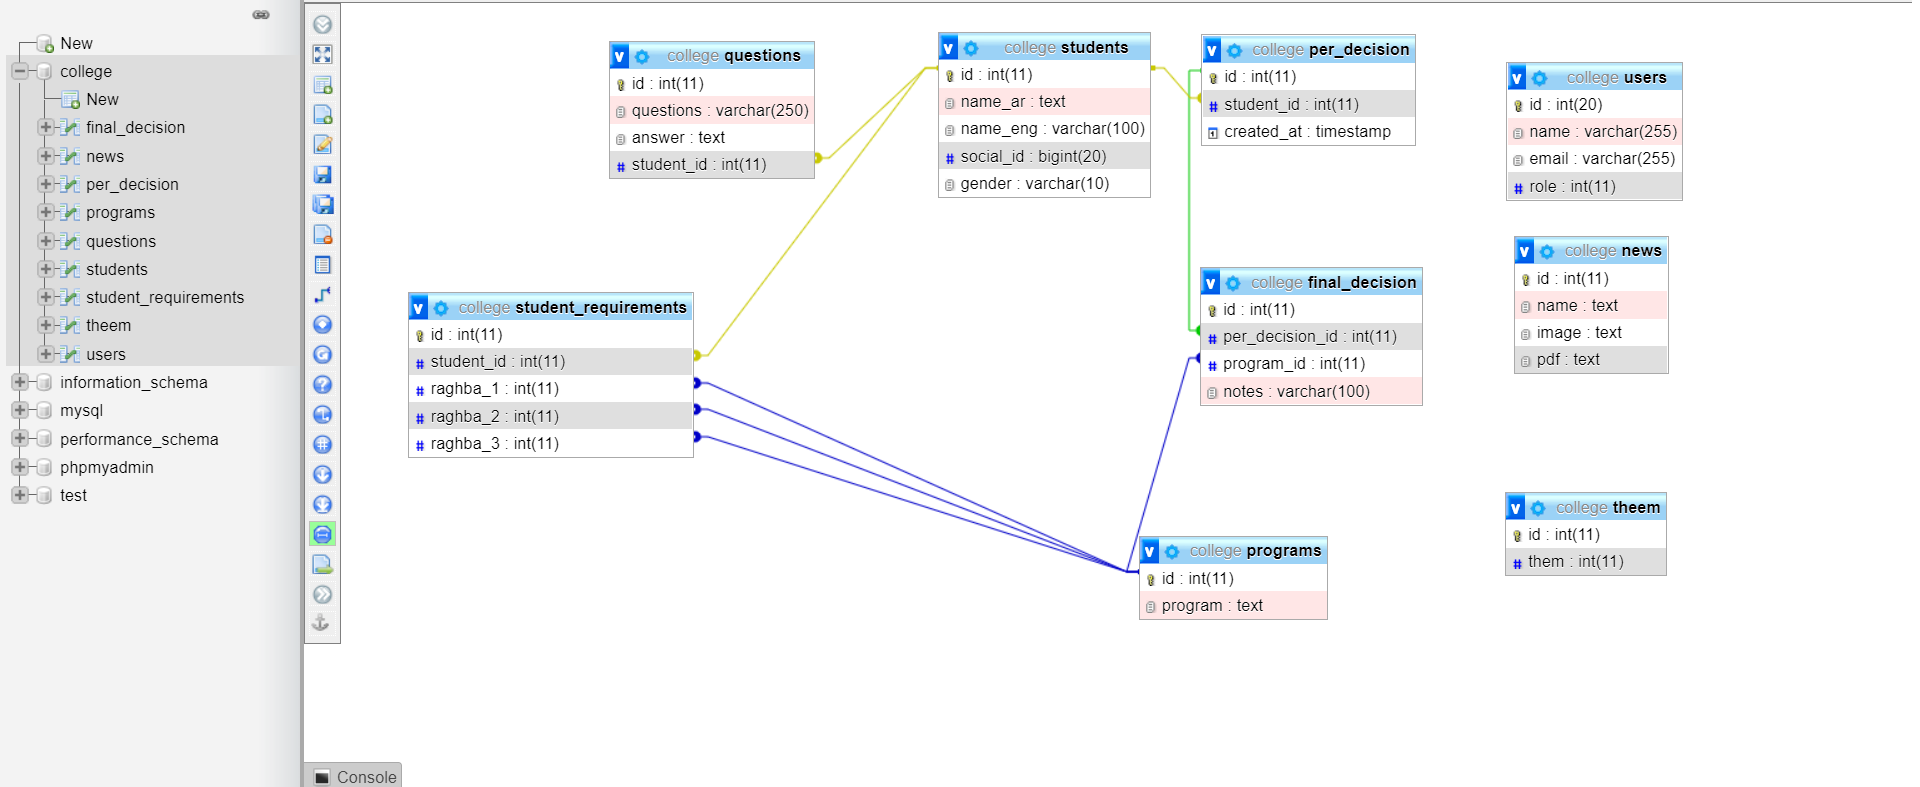 New
college
New
final_decision
news
per_decision
programs
questions
students
student_requirements
theem
users
information_schema
mysql
performance_schema
phpmyadmin
test
v college questions
id : int(11)
questions : varchar(250)
answer : text
# student_id : int(11)
v college students
id : int(11)
name_ar : text
name_eng : varchar(100)
# social_id : bigint(20)
gender : varchar(10)
v college per_decision
id : int(11)
# student_id : int(11)
created_at : timestamp
v college users
id : int(20)
name : varchar(255)
email : varchar(255)
# role : int(11)
v college news
id : int(11)
name : text
image : text
pdf : text
v college student_requirements
id : int(11)
# student_id : int(11)
# raghba_1 : int(11)
# raghba_2 : int(11)
# raghba_3 : int(11)
v college final_decision
id : int(11)
# per_decision_id : int(11)
# program_id : int(11)
notes : varchar(100)
v college programs
id : int(11)
program : text
v college theem
id : int(11)
# them : int(11)
Console